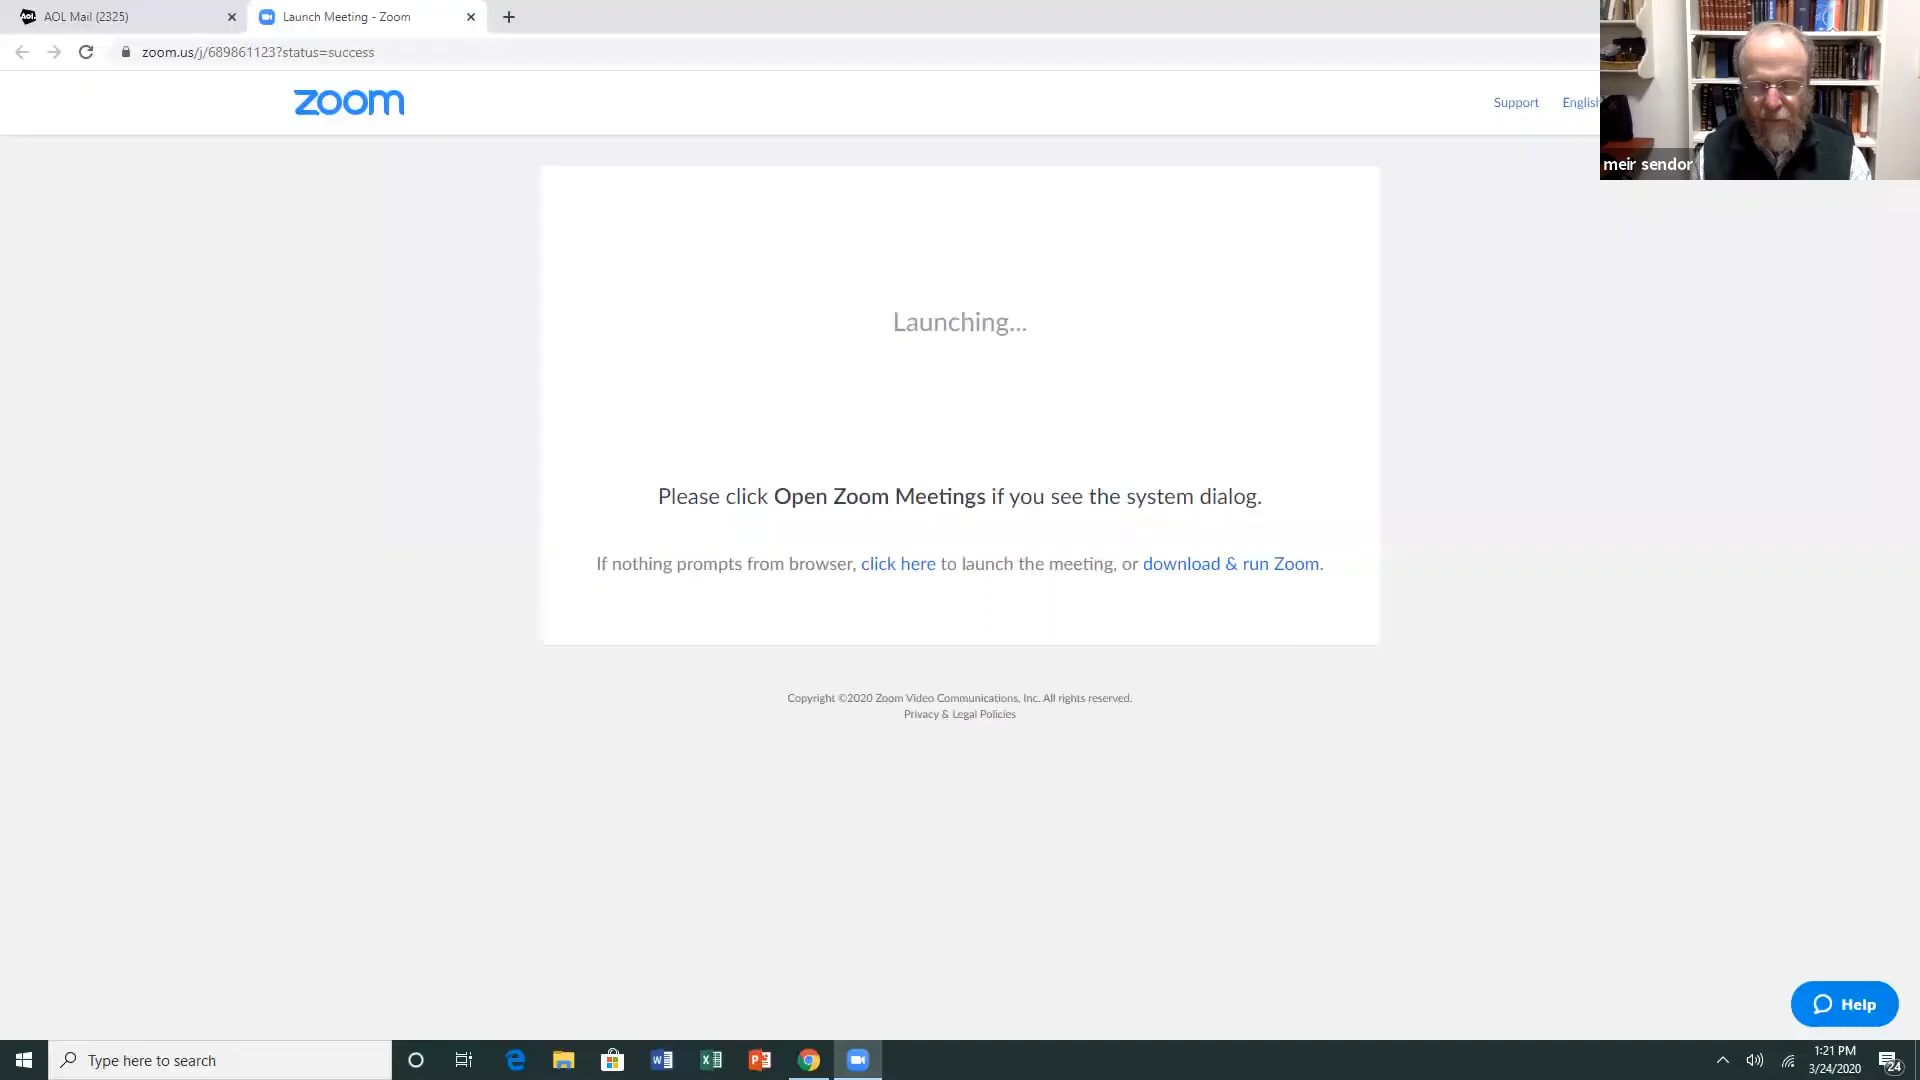 AOL Mail (2325)
Launch Meeting - Zoom
zoom.us/j/689861123?status=success
zoom
Support
English
meir sendor
Launching...
Please click Open Zoom Meetings if you see the system dialog.
If nothing prompts from browser, click here to launch the meeting, or download & run Zoom.
Copyright ©2020 Zoom Video Communications, Inc. All rights reserved.
Privacy & Legal Policies
Help
Type here to search
1:21 PM
3/24/2020
24